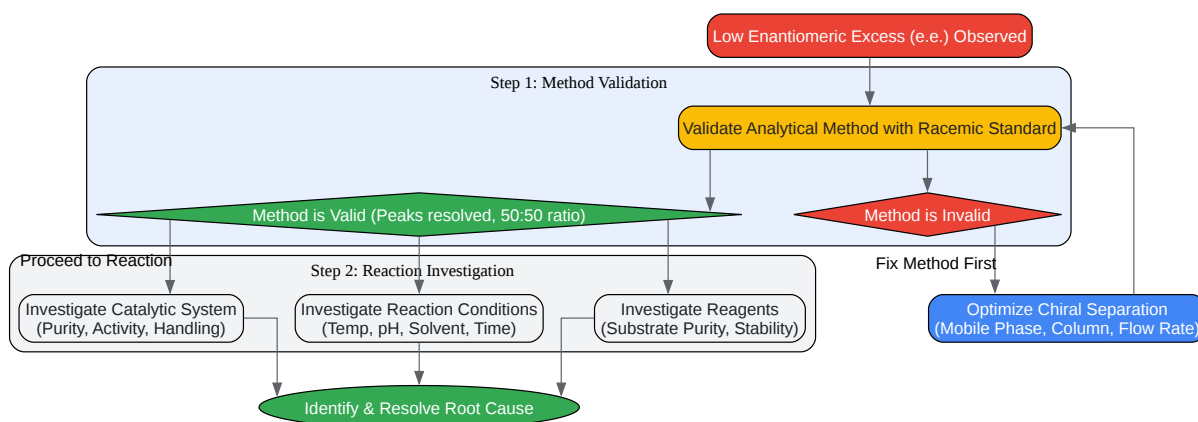 Low Enantiomeric Excess (e.e.) Observed
Step 1: Method Validation
Validate Analytical Method with Racemic Standard
Method is Valid (Peaks resolved, 50:50 ratio)
Method is Invalid
Proceed to Reaction
Fix Method First
Step 2: Reaction Investigation
Investigate Catalytic System
(Purity, Activity, Handling)
Investigate Reaction Conditions
(Temp, pH, Solvent, Time)
Investigate Reagents
(Substrate Purity, Stability)
Optimize Chiral Separation
(Mobile Phase, Column, Flow Rate)
Identify & Resolve Root Cause